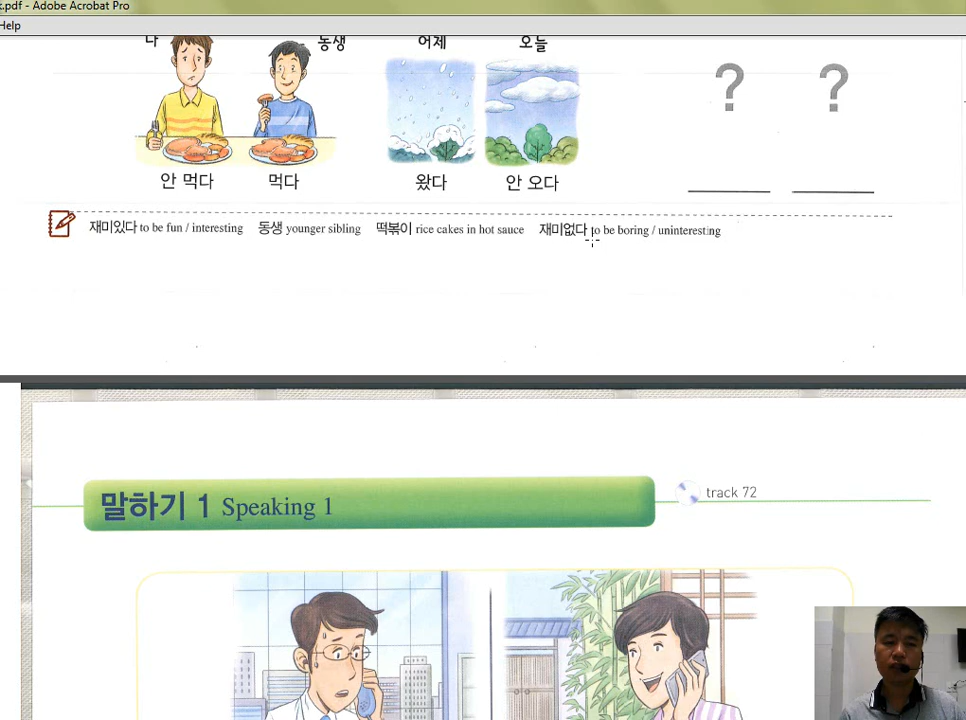 k.pdf - Adobe Acrobat Pro
Help
나 동생 어제 오늘
? ?
안 먹다 먹다 왔다 안 오다
재미있다 to be fun / interesting 동생 younger sibling 떡볶이 rice cakes in hot sauce 재미없다 to be boring / uninteresting
말하기 1 Speaking 1
track 72